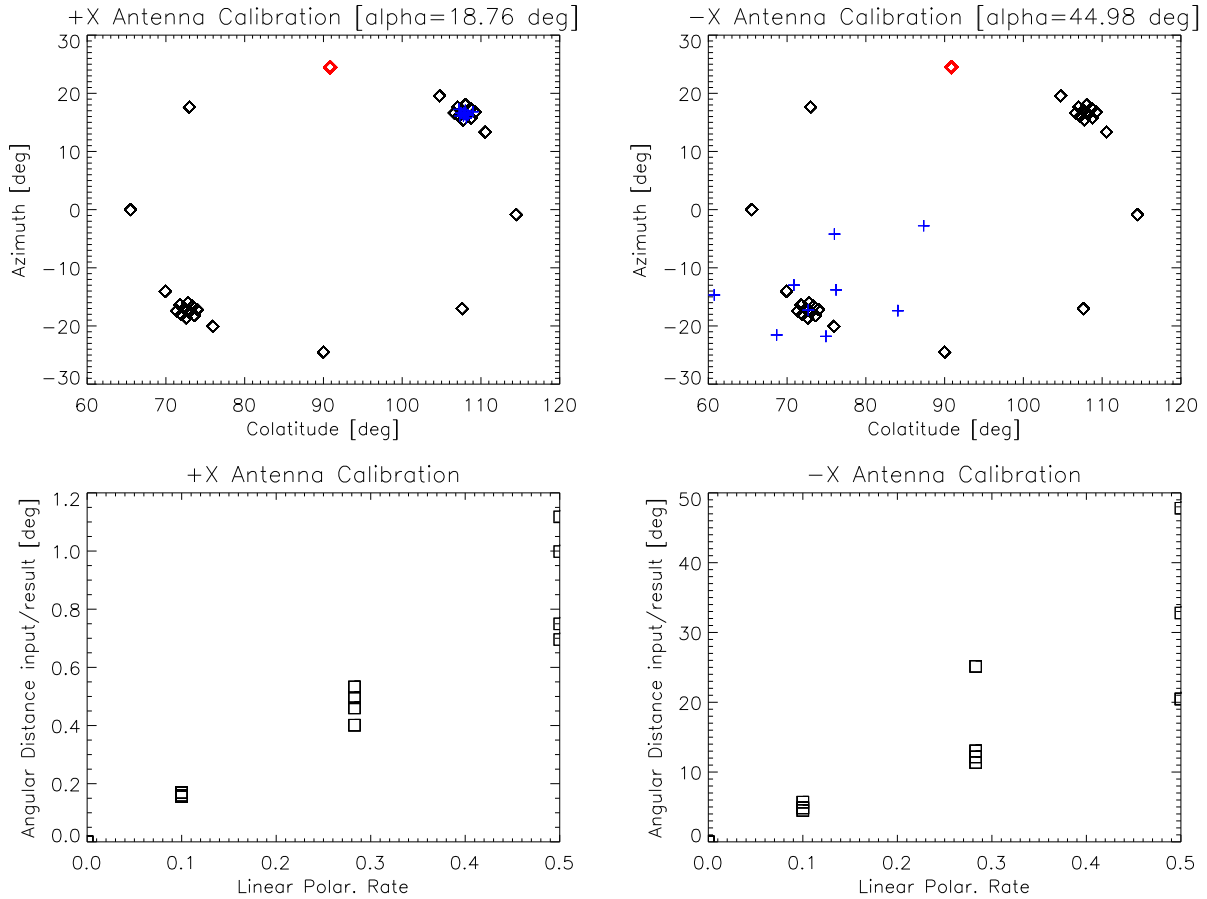 +X Antenna Calibration [alpha=18.76 deg]
30
20
10
0
−10
−20
−30
Azimuth [deg]
60 70 80 90 100 110 120
Colatitude [deg]
−X Antenna Calibration [alpha=44.98 deg]
30
20
10
0
−10
−20
−30
Azimuth [deg]
60 70 80 90 100 110 120
Colatitude [deg]
+X Antenna Calibration
1.2
1.0
0.8
0.6
0.4
0.2
0.0
Angular Distance input/result [deg]
0.0 0.1 0.2 0.3 0.4 0.5
Linear Polar. Rate
−X Antenna Calibration
50
40
30
20
10
0
Angular Distance input/result [deg]
0.0 0.1 0.2 0.3 0.4 0.5
Linear Polar. Rate